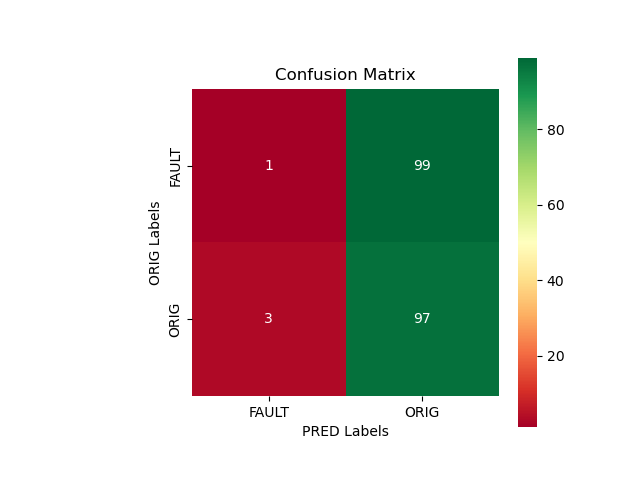 Confusion Matrix
ORIG Labels
FAULT
1
99
ORIG
3
97
FAULT
ORIG
PRED Labels
80
60
40
20